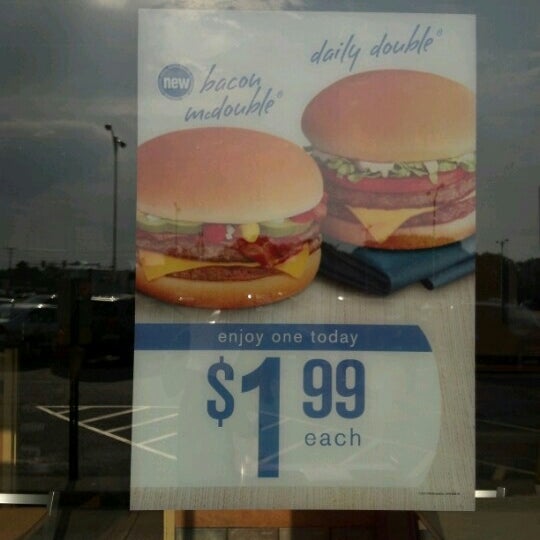 daily double®
new bacon
mcdouble®
enjoy one today
$1 99
each